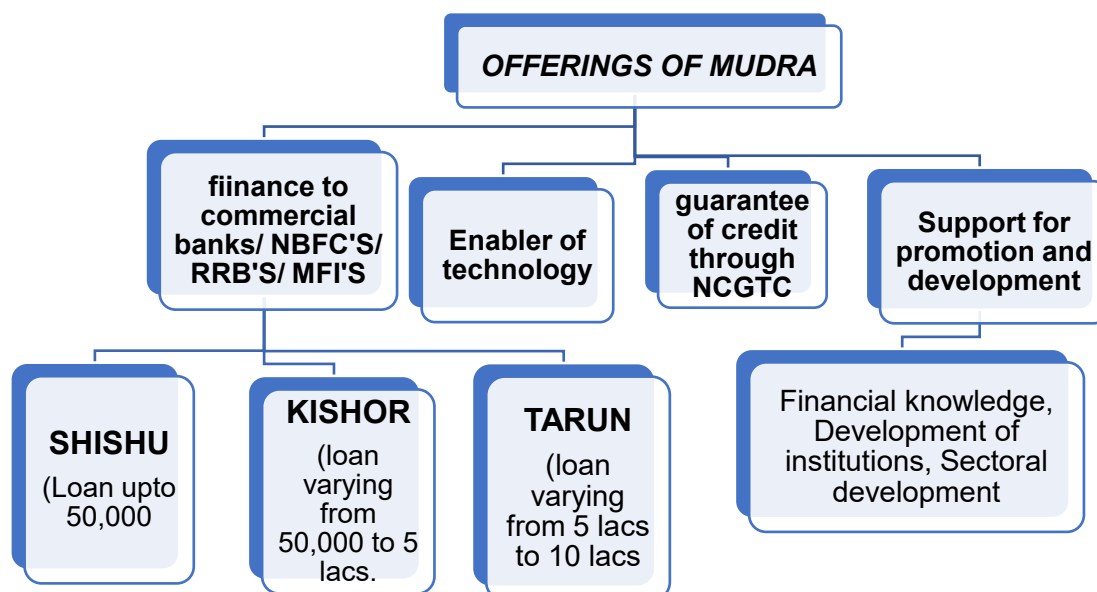 OFFERINGS OF MUDRA
fiinance to
commercial
banks/ NBFC'S/
RRB'S/ MFI'S
Enabler of
technology
guarantee
of credit
through
NCGTC
Support for
promotion and
development
SHISHU
(Loan upto
50,000
KISHOR
(loan
varying
from
50,000 to 5
lacs.
TARUN
(loan
varying
from 5 lacs
to 10 lacs
Financial knowledge,
Development of
institutions, Sectoral
development